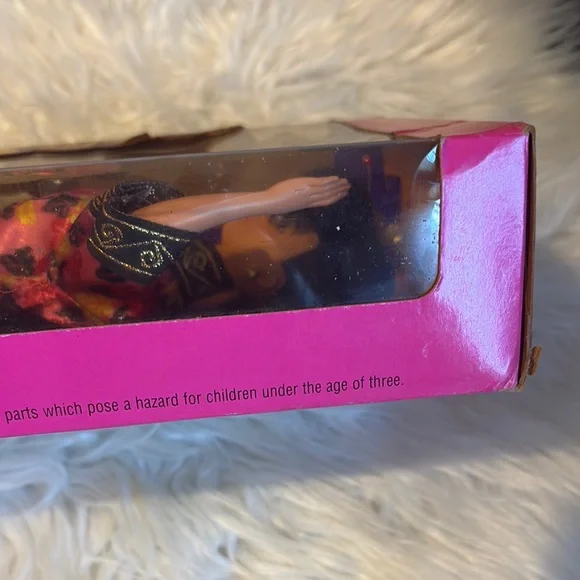 parts which pose a hazard for children under the age of three.